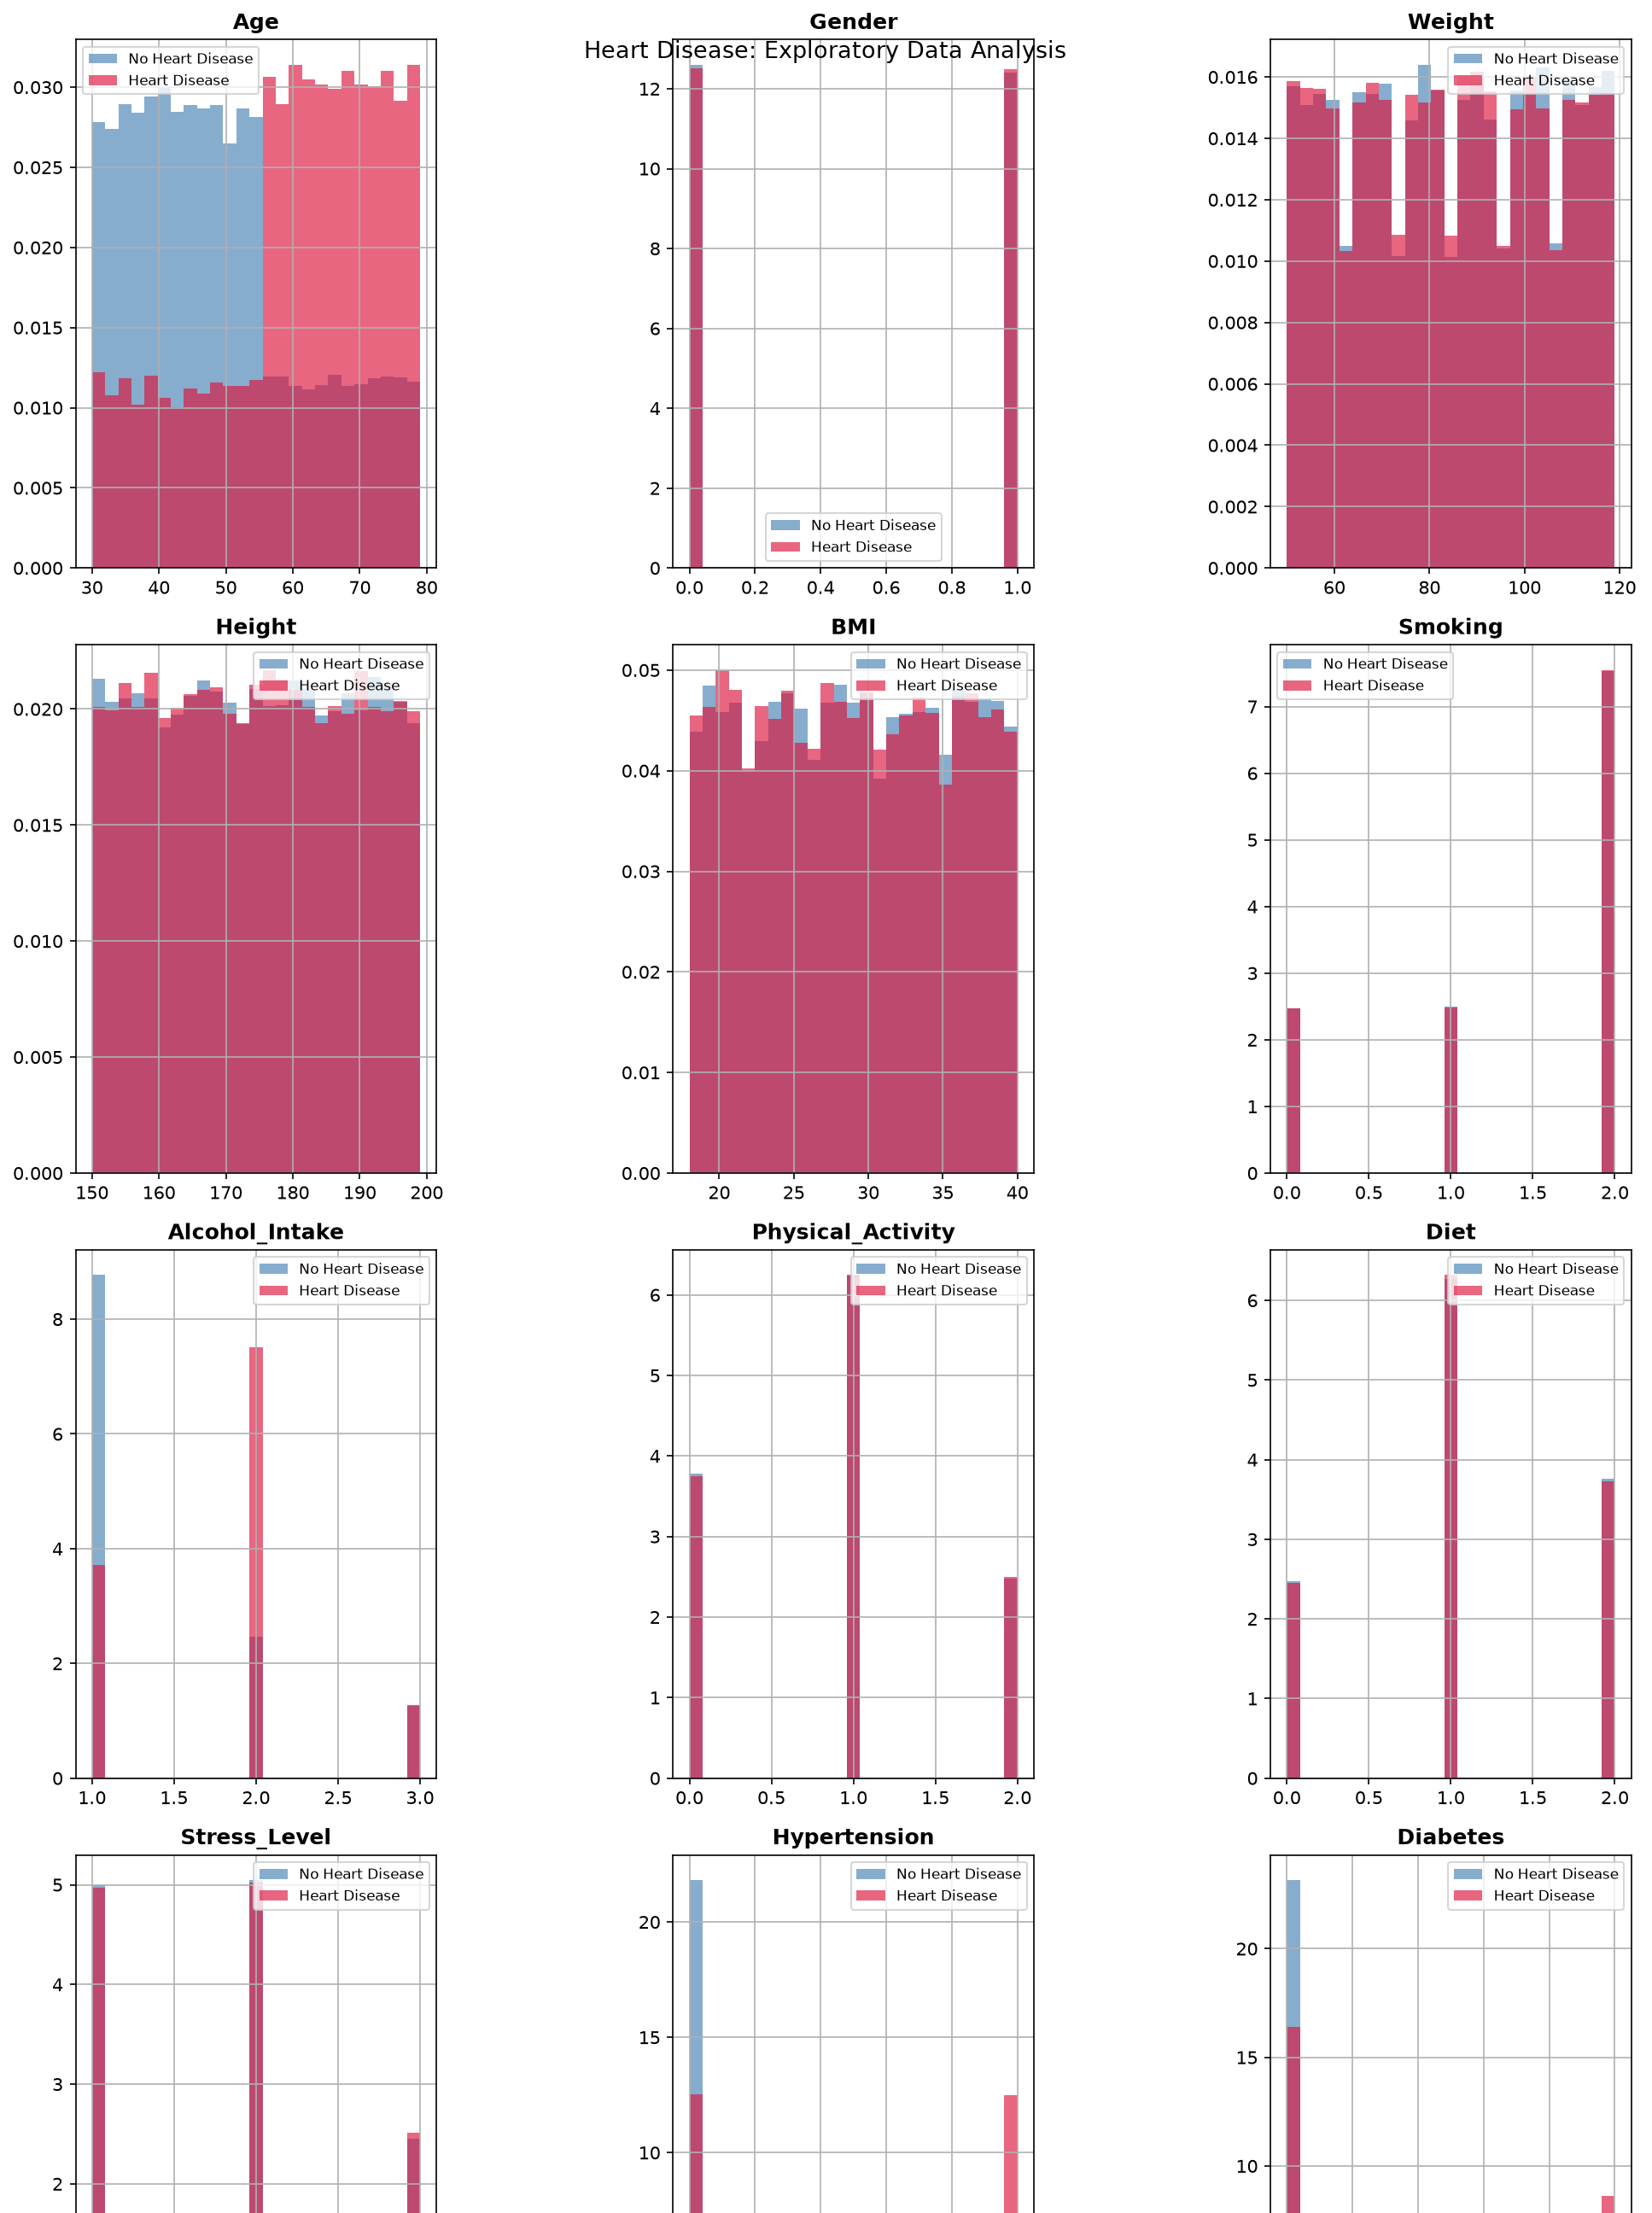 Age
Gender
Weight
Heart Disease: Exploratory Data Analysis
No Heart Disease
Heart Disease
0.030
0.025
0.020
0.015
0.010
0.005
0.000
30 40 50 60 70 80
12
10
8
6
4
2
0
No Heart Disease
Heart Disease
0.0 0.2 0.4 0.6 0.8 1.0
No Heart Disease
Heart Disease
0.016
0.014
0.012
0.010
0.008
0.006
0.004
0.002
0.000
60 80 100 120
Height
BMI
Smoking
No Heart Disease
Heart Disease
0.020
0.015
0.010
0.005
0.000
150 160 170 180 190 200
No Heart Disease
Heart Disease
0.05
0.04
0.03
0.02
0.01
0.00
20 25 30 35 40
No Heart Disease
Heart Disease
7
6
5
4
3
2
1
0
0.0 0.5 1.0 1.5 2.0
Alcohol_Intake
Physical_Activity
Diet
No Heart Disease
Heart Disease
8
6
4
2
0
1.0 1.5 2.0 2.5 3.0
No Heart Disease
Heart Disease
6
5
4
3
2
1
0
0.0 0.5 1.0 1.5 2.0
No Heart Disease
Heart Disease
6
5
4
3
2
1
0
0.0 0.5 1.0 1.5 2.0
Stress_Level
Hypertension
Diabetes
No Heart Disease
Heart Disease
5
4
3
2
No Heart Disease
Heart Disease
20
15
10
No Heart Disease
Heart Disease
20
15
10